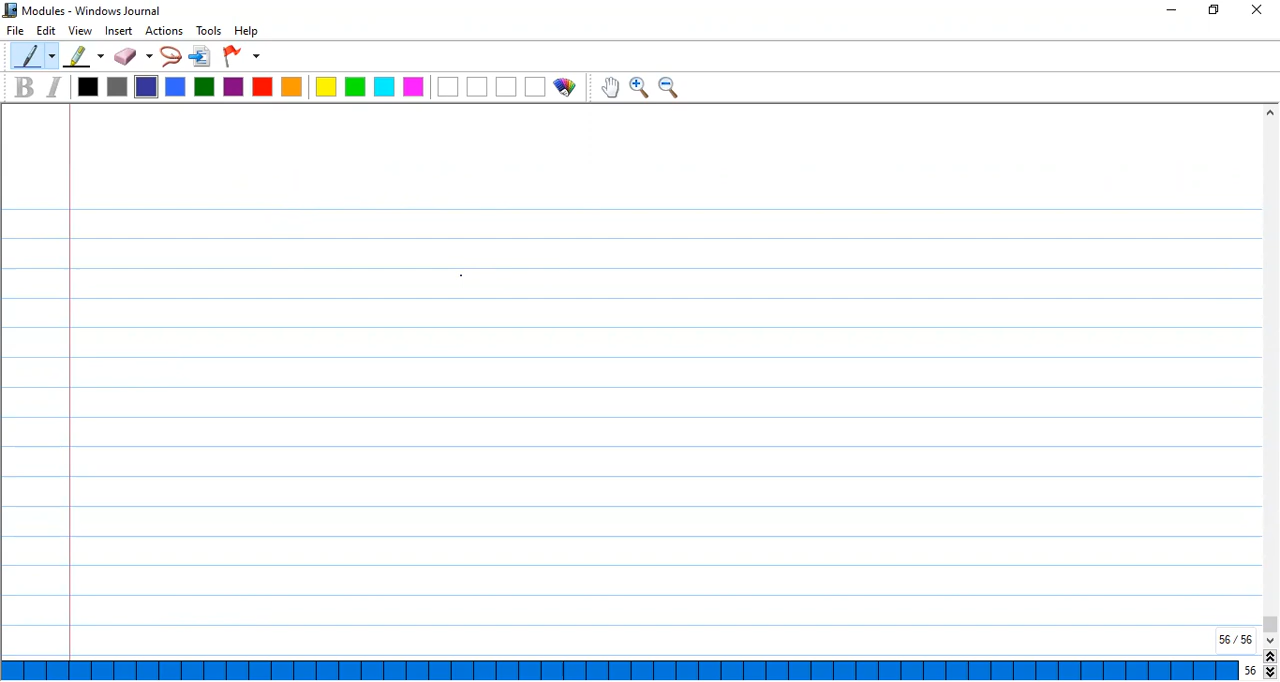 Modules - Windows Journal
File Edit View Insert Actions Tools Help
B I
56 / 56
56